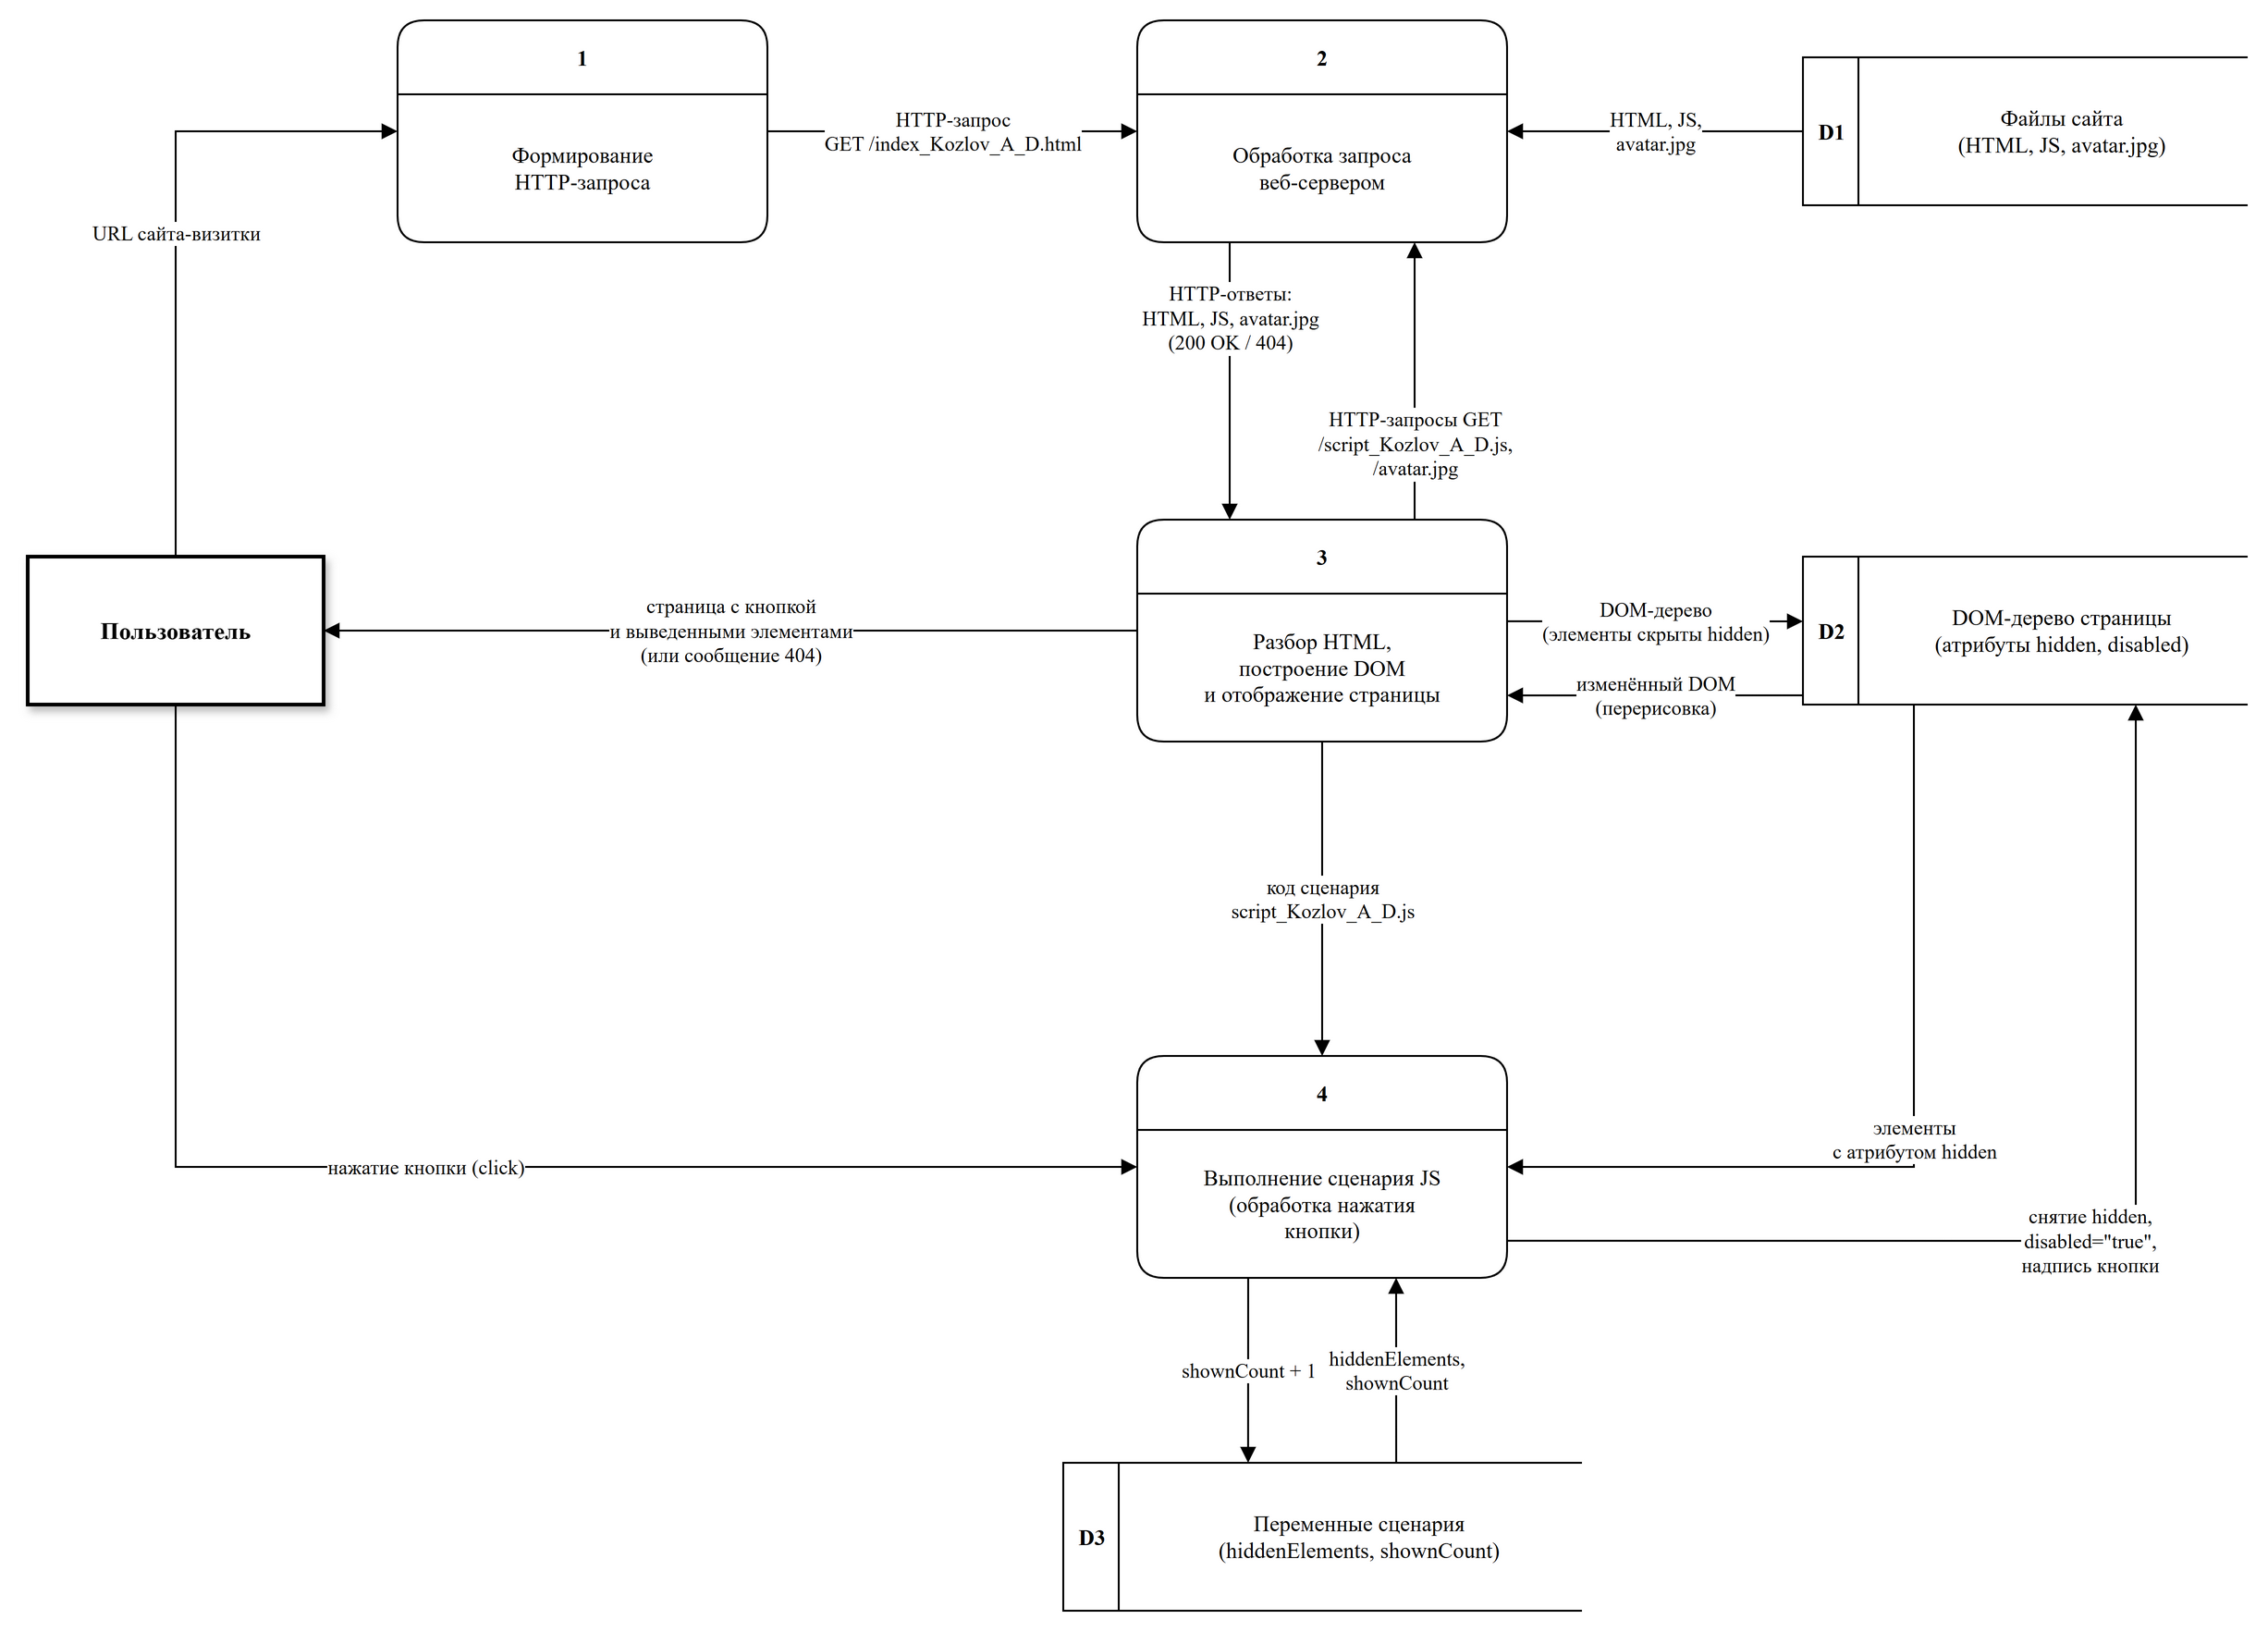 1
Формирование
HTTP-запроса
HTTP-запрос
GET /index_Kozlov_A_D.html
2
Обработка запроса
веб-сервером
HTML, JS,
avatar.jpg
D1
Файлы сайта
(HTML, JS, avatar.jpg)
URL сайта-визитки
HTTP-ответы:
HTML, JS, avatar.jpg
(200 OK / 404)
HTTP-запросы GET
/script_Kozlov_A_D.js,
/avatar.jpg
Пользователь
страница с кнопкой
и выведенными элементами
(или сообщение 404)
3
Разбор HTML,
построение DOM
и отображение страницы
DOM-дерево
(элементы скрыты hidden)
изменённый DOM
(перерисовка)
D2
DOM-дерево страницы
(атрибуты hidden, disabled)
код сценария
script_Kozlov_A_D.js
нажатие кнопки (click)
4
Выполнение сценария JS
(обработка нажатия
кнопки)
элементы
с атрибутом hidden
снятие hidden,
disabled="true",
надпись кнопки
shownCount + 1
hiddenElements,
shownCount
D3
Переменные сценария
(hiddenElements, shownCount)